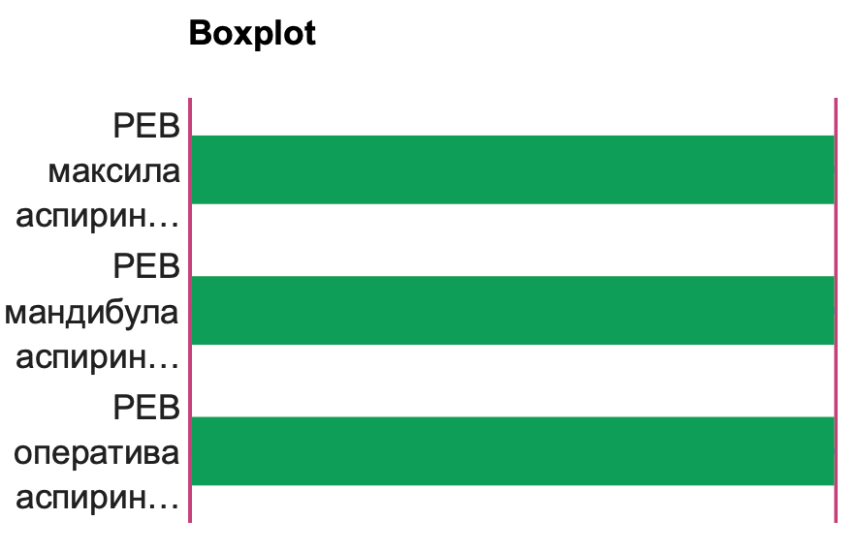 Boxplot
РЕВ
максила
аспирин…
РЕВ
мандибула
аспирин…
РЕВ
оператива
аспирин…